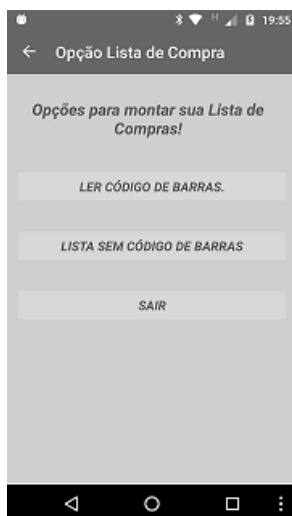 H 19:55
Opção Lista de Compra
Opções para montar sua Lista de
Compras!
LER CÓDIGO DE BARRAS.
LISTA SEM CÓDIGO DE BARRAS
SAIR